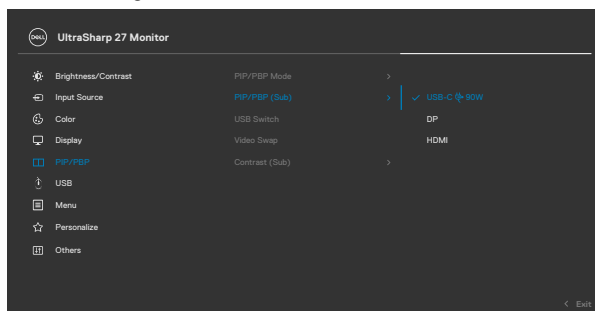 DELL UltraSharp 27 Monitor
Brightness/Contrast PIP/PBP Mode
Input Source PIP/PBP (Sub) USB-C 90W
Color USB Switch DP
Display Video Swap HDMI
PIP/PBP Contrast (Sub)
USB
Menu
Personalize
Others
Exit